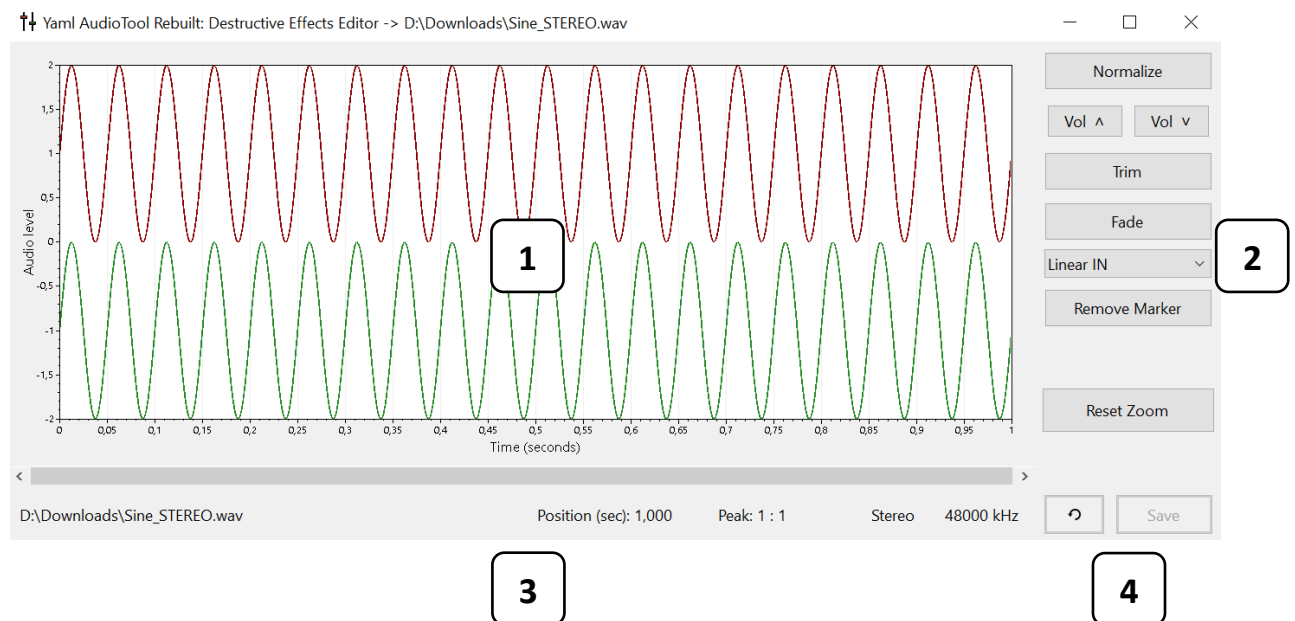 Yaml AudioTool Rebuilt: Destructive Effects Editor -> D:\Downloads\Sine_STEREO.wav
Normalize
Vol ʌ Vol v
Trim
Fade
Linear IN
Remove Marker
Reset Zoom
Audio level
2
1,5
1
0,5
0
-0,5
-1
-1,5
-2
0 0,05 0,1 0,15 0,2 0,25 0,3 0,35 0,4 0,45 0,5 0,55 0,6 0,65 0,7 0,75 0,8 0,85 0,9 0,95 1
Time (seconds)
1
2
D:\Downloads\Sine_STEREO.wav Position (sec): 1,000 Peak: 1 : 1 Stereo 48000 kHz
Save
3
4